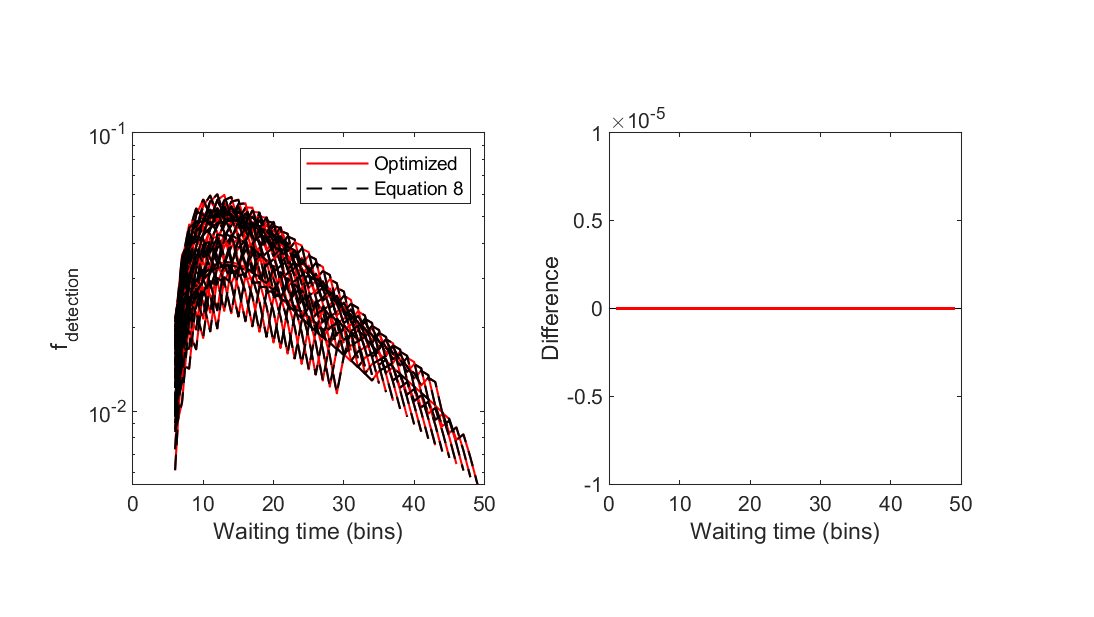 10^-1
10^-2
f_detection
0 10 20 30 40 50
Waiting time (bins)
Optimized
Equation 8
×10^-5
1
0.5
0
-0.5
-1
Difference
0 10 20 30 40 50
Waiting time (bins)